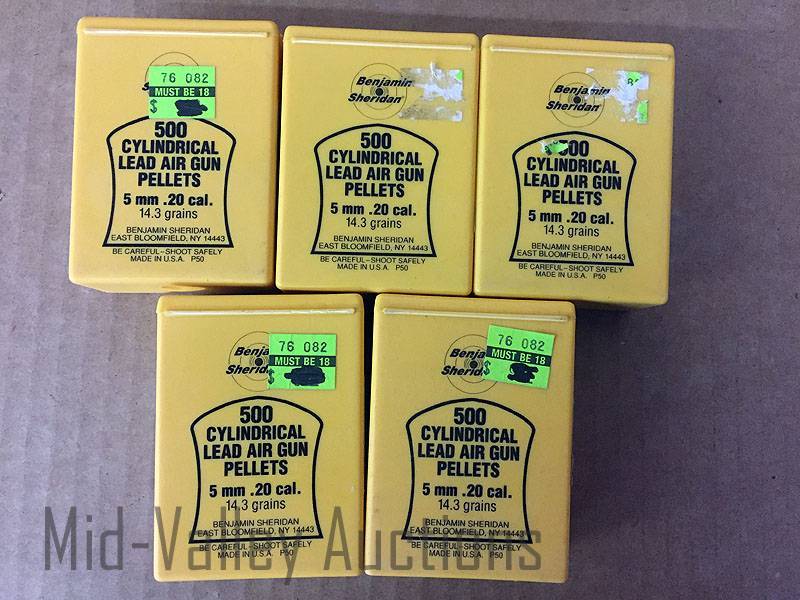 76 082
MUST BE 18
$
500
CYLINDRICAL
LEAD AIR GUN
PELLETS
5 mm .20 cal.
14.3 grains
BENJAMIN SHERIDAN
EAST BLOOMFIELD, NY 14443
BE CAREFUL-SHOOT SAFELY
MADE IN U.S.A. P50
Benjamin
Sheridan
500
CYLINDRICAL
LEAD AIR GUN
PELLETS
5 mm .20 cal.
14.3 grains
BENJAMIN SHERIDAN
EAST BLOOMFIELD, NY 14443
BE CAREFUL-SHOOT SAFELY
MADE IN U.S.A. P50
Benjamin
Sheridan
500
CYLINDRICAL
LEAD AIR GUN
PELLETS
5 mm .20 cal.
14.3 grains
BENJAMIN SHERIDAN
EAST BLOOMFIELD, NY 14443
BE CAREFUL-SHOOT SAFELY
MADE IN U.S.A. P50
76 082
MUST BE 18
$
Benja
Sherid
500
CYLINDRICAL
LEAD AIR GUN
PELLETS
5 mm .20 cal.
14.3 grains
BENJAMIN SHERIDAN
EAST BLOOMFIELD, NY 14443
BE CAREFUL-SHOOT SAFELY
MADE IN U.S.A. P50
76 082
MUST BE 18
$
Benja
Sherida
500
CYLINDRICAL
LEAD AIR GUN
PELLETS
5 mm .20 cal.
14.3 grains
BENJAMIN SHERIDAN
EAST BLOOMFIELD, NY 14443
BE CAREFUL-SHOOT SAFELY
MADE IN U.S.A. P50
Mid-Valley Auctions